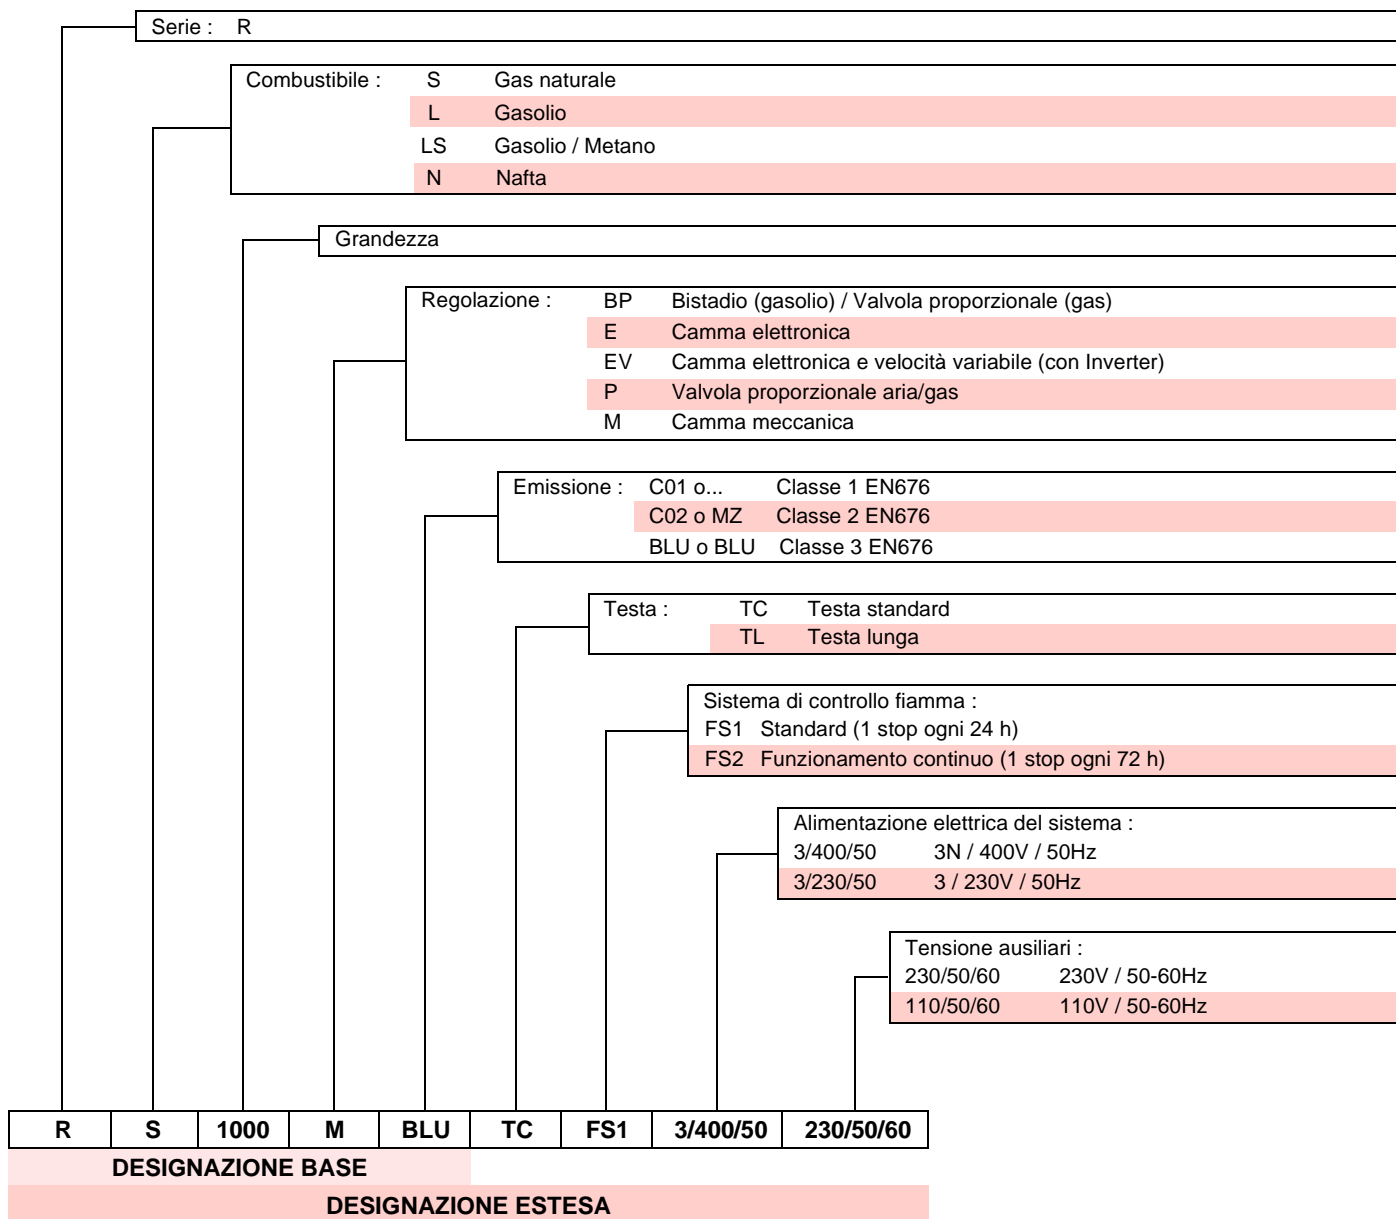 Serie : R
Combustibile : S Gas naturale
L Gasolio
LS Gasolio / Metano
N Nafta
Grandezza
Regolazione : BP Bistadio (gasolio) / Valvola proporzionale (gas)
E Camma elettronica
EV Camma elettronica e velocità variabile (con Inverter)
P Valvola proporzionale aria/gas
M Camma meccanica
Emissione : C01 o... Classe 1 EN676
C02 o MZ Classe 2 EN676
BLU o BLU Classe 3 EN676
Testa : TC Testa standard
TL Testa lunga
Sistema di controllo fiamma :
FS1 Standard (1 stop ogni 24 h)
FS2 Funzionamento continuo (1 stop ogni 72 h)
Alimentazione elettrica del sistema :
3/400/50 3N / 400V / 50Hz
3/230/50 3 / 230V / 50Hz
Tensione ausiliari :
230/50/60 230V / 50-60Hz
110/50/60 110V / 50-60Hz
R S 1000 M BLU TC FS1 3/400/50 230/50/60
DESIGNAZIONE BASE
DESIGNAZIONE ESTESA